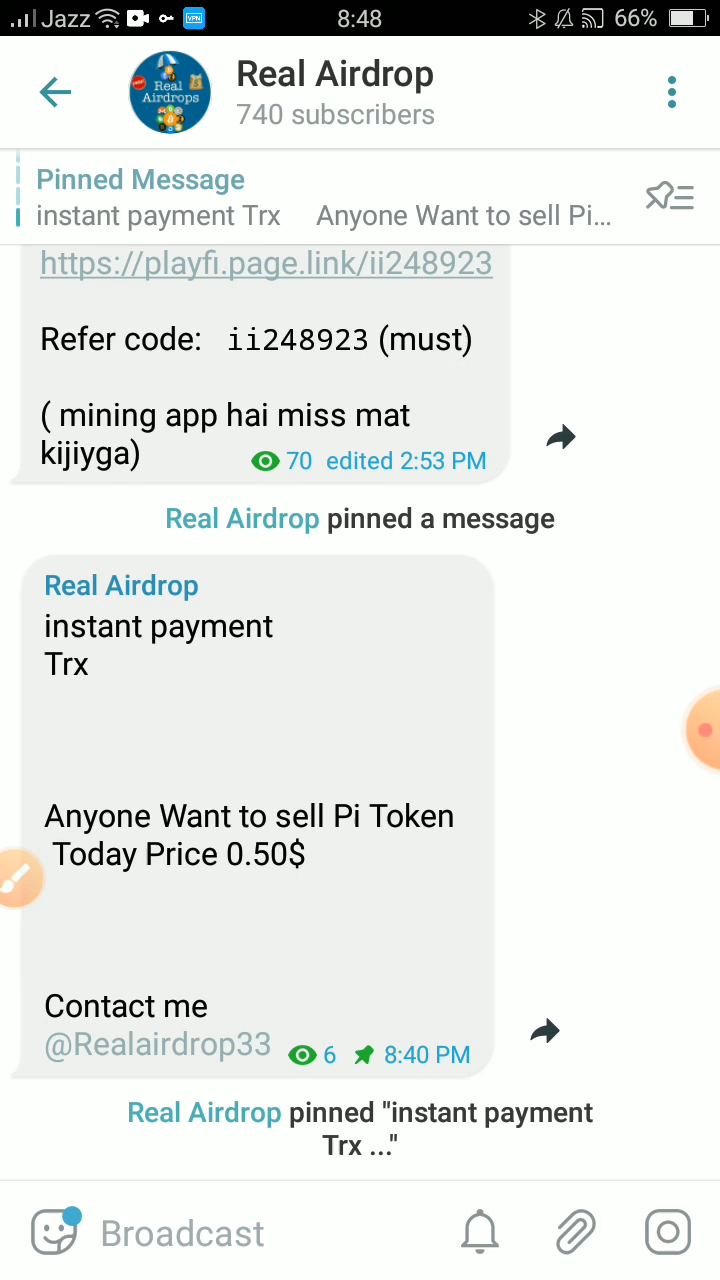 Jazz
VPN
8:48
66%
Real Airdrops
Real Airdrop
740 subscribers
Pinned Message
instant payment Trx Anyone Want to sell Pi...
https://playfi.page.link/ii248923
Refer code: ii248923 (must)
( mining app hai miss mat
kijiyga)
70 edited 2:53 PM
Real Airdrop pinned a message
Real Airdrop
instant payment
Trx
Anyone Want to sell Pi Token
Today Price 0.50$
Contact me
@Realairdrop33
6 8:40 PM
Real Airdrop pinned "instant payment
Trx ..."
Broadcast